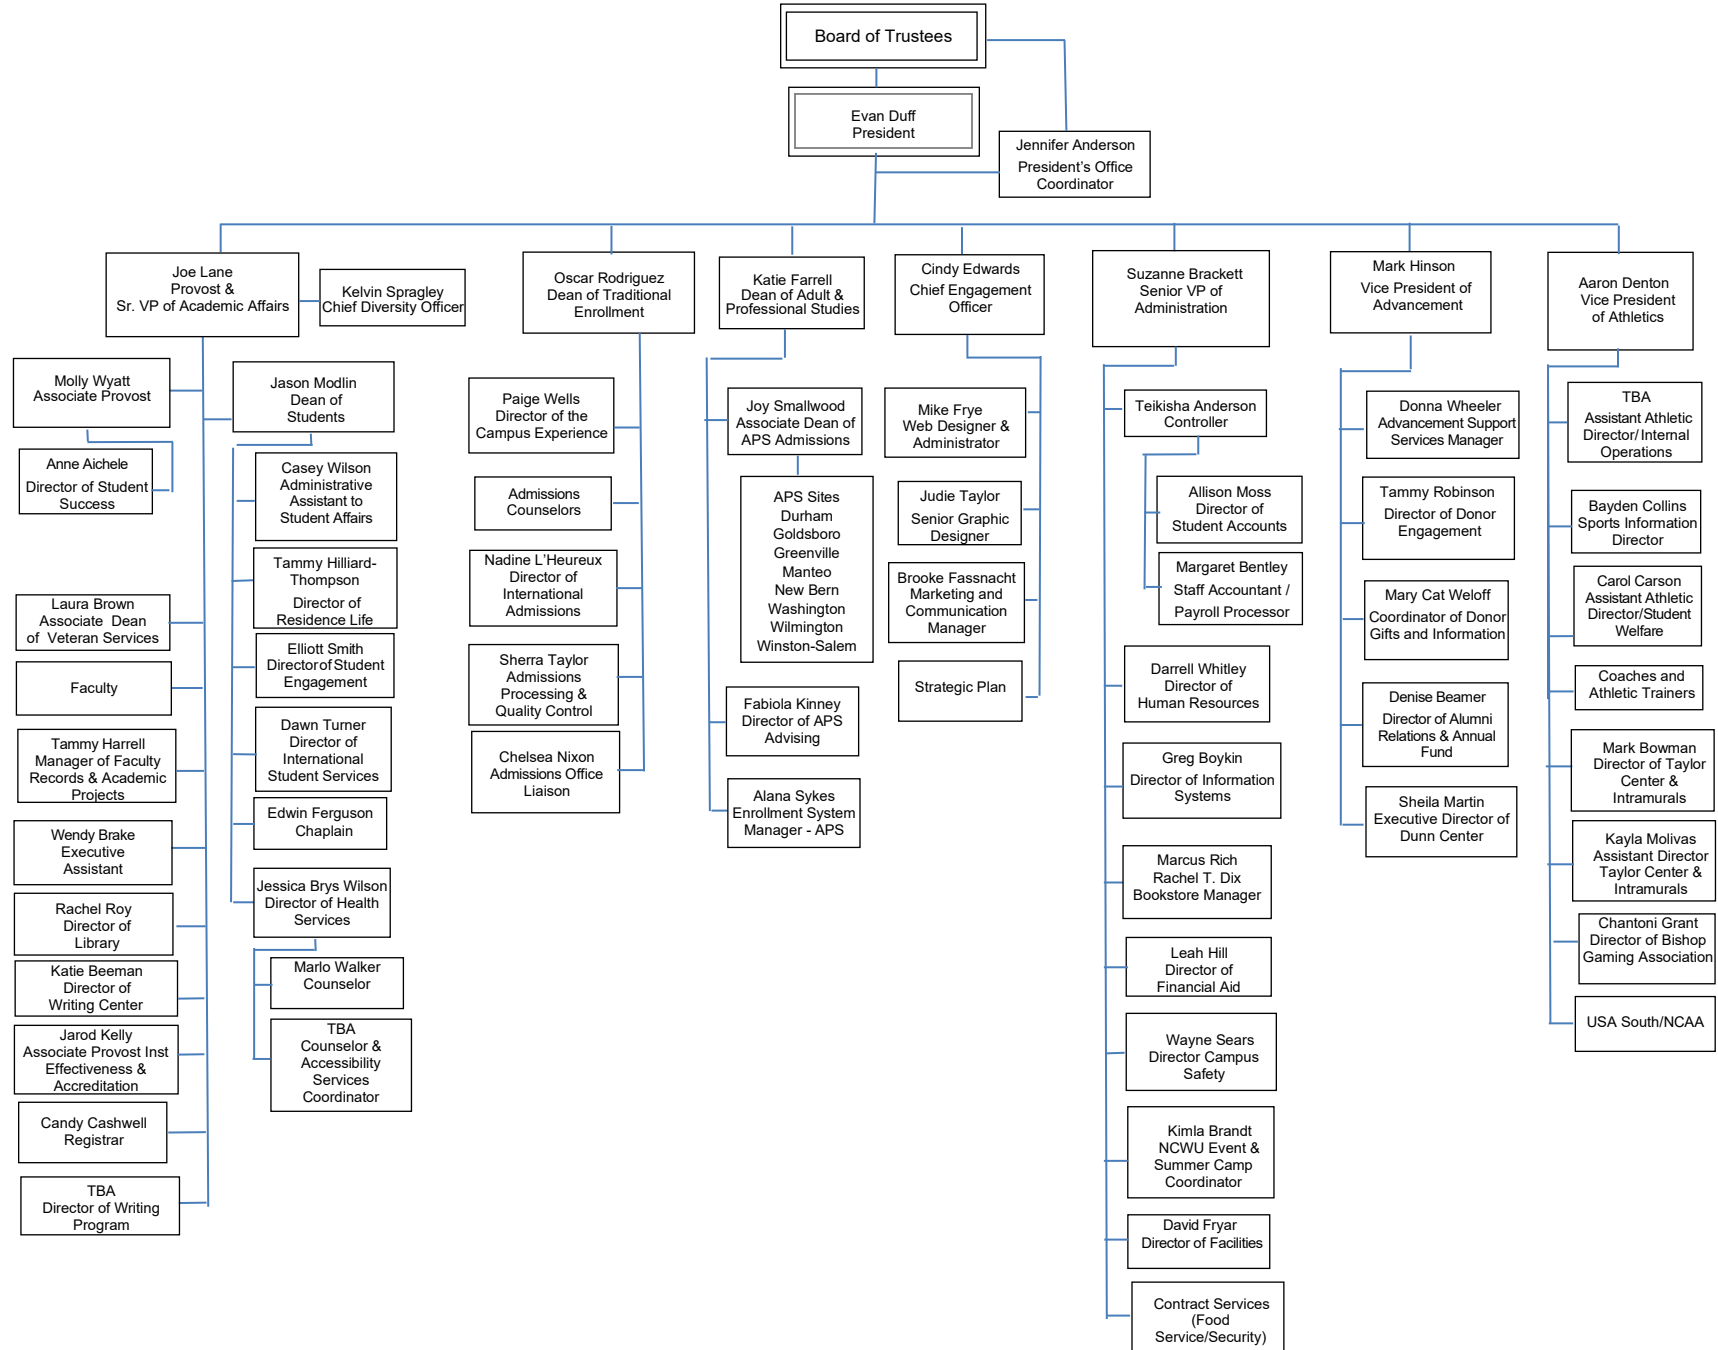 Board of Trustees
Evan Duff
President
Jennifer Anderson
President’s Office
Coordinator
Joe Lane
Provost &
Sr. VP of Academic Affairs
Kelvin Spragley
Chief Diversity Officer
Oscar Rodriguez
Dean of Traditional
Enrollment
Katie Farrell
Dean of Adult &
Professional Studies
Cindy Edwards
Chief Engagement
Officer
Suzanne Brackett
Senior VP of
Administration
Mark Hinson
Vice President of
Advancement
Aaron Denton
Vice President
of Athletics
Molly Wyatt
Associate Provost
Anne Aichele
Director of Student
Success
Laura Brown
Associate Dean
of Veteran Services
Faculty
Tammy Harrell
Manager of Faculty
Records & Academic
Projects
Wendy Brake
Executive
Assistant
Rachel Roy
Director of
Library
Katie Beeman
Director of
Writing Center
Jarod Kelly
Associate Provost Inst
Effectiveness &
Accreditation
Candy Cashwell
Registrar
TBA
Director of Writing
Program
Jason Modlin
Dean of
Students
Casey Wilson
Administrative
Assistant to
Student Affairs
Tammy Hilliard-
Thompson
Director of
Residence Life
Elliott Smith
Director of Student
Engagement
Dawn Turner
Director of
International
Student Services
Edwin Ferguson
Chaplain
Jessica Brys Wilson
Director of Health
Services
Marlo Walker
Counselor
TBA
Counselor &
Accessibility
Services
Coordinator
Paige Wells
Director of the
Campus Experience
Admissions
Counselors
Nadine L’Heureux
Director of
International
Admissions
Sherra Taylor
Admissions
Processing &
Quality Control
Chelsea Nixon
Admissions Office
Liaison
Joy Smallwood
Associate Dean of
APS Admissions
APS Sites
Durham
Goldsboro
Greenville
Manteo
New Bern
Washington
Wilmington
Winston-Salem
Fabiola Kinney
Director of APS
Advising
Alana Sykes
Enrollment System
Manager - APS
Mike Frye
Web Designer &
Administrator
Judie Taylor
Senior Graphic
Designer
Brooke Fassnacht
Marketing and
Communication
Manager
Strategic Plan
Teikisha Anderson
Controller
Allison Moss
Director of
Student Accounts
Margaret Bentley
Staff Accountant /
Payroll Processor
Darrell Whitley
Director of
Human Resources
Greg Boykin
Director of Information
Systems
Marcus Rich
Rachel T. Dix
Bookstore Manager
Leah Hill
Director of
Financial Aid
Wayne Sears
Director Campus
Safety
Kimla Brandt
NCWU Event &
Summer Camp
Coordinator
David Fryar
Director of Facilities
Contract Services
(Food
Service/Security)
Donna Wheeler
Advancement Support
Services Manager
Tammy Robinson
Director of Donor
Engagement
Mary Cat Weloff
Coordinator of Donor
Gifts and Information
Denise Beamer
Director of Alumni
Relations & Annual
Fund
Sheila Martin
Executive Director of
Dunn Center
TBA
Assistant Athletic
Director/ Internal
Operations
Bayden Collins
Sports Information
Director
Carol Carson
Assistant Athletic
Director/Student
Welfare
Coaches and
Athletic Trainers
Mark Bowman
Director of Taylor
Center &
Intramurals
Kayla Molivas
Assistant Director
Taylor Center &
Intramurals
Chantoni Grant
Director of Bishop
Gaming Association
USA South/NCAA